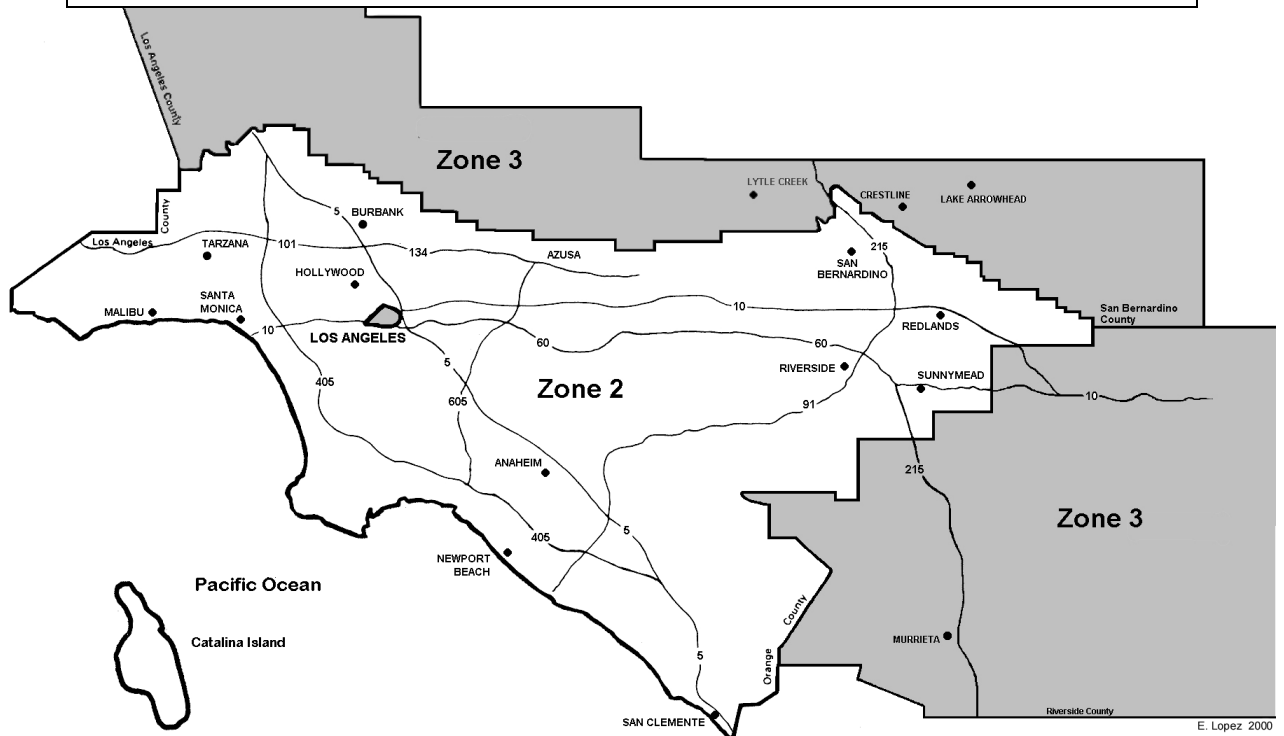 Los Angeles County
Zone 3
LYTLE CREEK
CRESTLINE
LAKE ARROWHEAD
County
Los Angeles
5
BURBANK
TARZANA
101
134
AZUSA
215
SAN
BERNARDINO
HOLLYWOOD
MALIBU
SANTA
MONICA
10
LOS ANGELES
10
60
60
REDLANDS
San Bernardino
County
RIVERSIDE
SUNNYMEAD
10
405
5
605
Zone 2
91
ANAHEIM
215
Zone 3
405
5
NEWPORT
BEACH
Pacific Ocean
Catalina Island
County
Orange
MURRIETA
5
SAN CLEMENTE
Riverside County
E. Lopez 2000